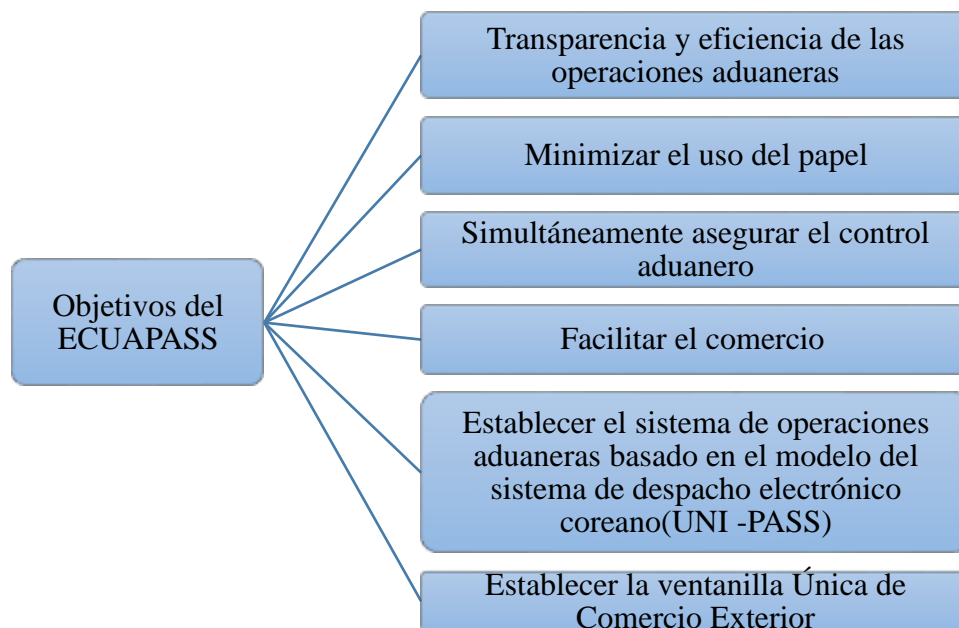 Transparencia y eficiencia de las
operaciones aduaneras
Minimizar el uso del papel
Simultáneamente asegurar el control
aduanero
Objetivos del
ECUAPASS
Facilitar el comercio
Establecer el sistema de operaciones
aduaneras basado en el modelo del
sistema de despacho electrónico
coreano(UNI -PASS)
Establecer la ventanilla Única de
Comercio Exterior